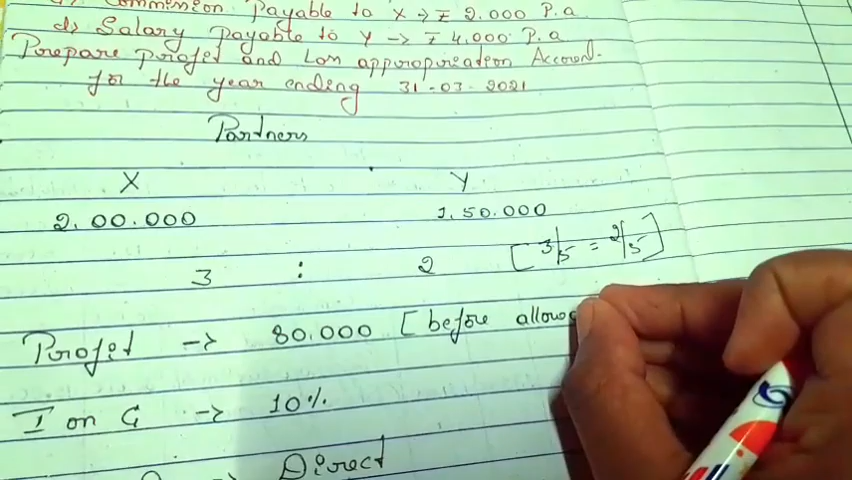 Commission Payable to X → ₹ 2.000 P.a
d) Salary payable to Y → ₹ 4.000 P.a
Prepare profit and Loss appropriation Account
for the year ending 31-03-2021
Partners
X Y
2,00.000 1,50.000
3 : 2 [3/5 = 2/5]
Profit → 80.000 [before allow
I on C → 10%
→ Direct